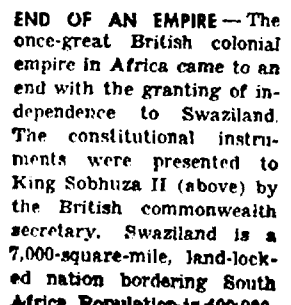 END OF AN EMPIRE — The
once-great British colonial
empire in Africa came to an
end with the granting of in-
dependence to Swaziland.
The constitutional instru-
ments were presented to
King Sobhuza II (above) by
the British commonwealth
secretary. Swaziland is a
7,000-square-mile, land-lock-
ed nation bordering South
Africa. Population is 400,000.